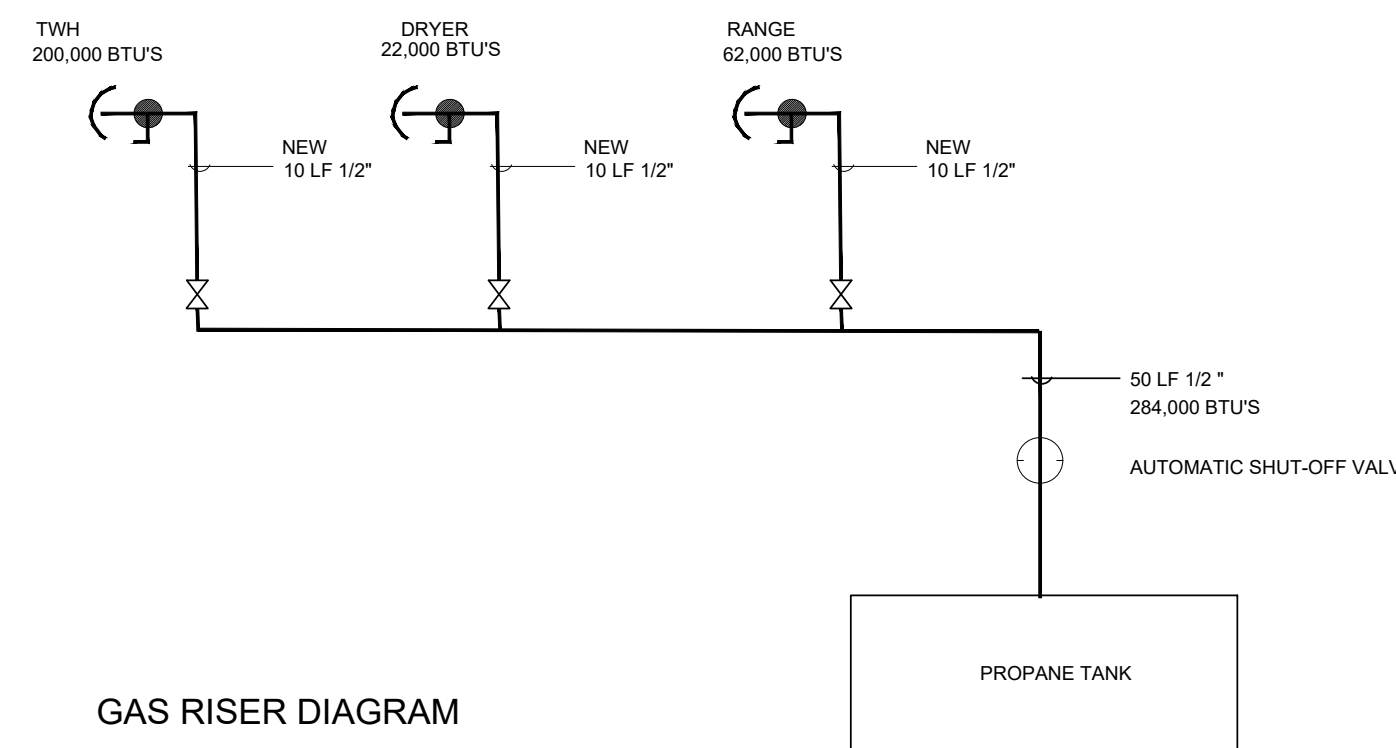 TWH
200,000 BTU'S
DRYER
22,000 BTU'S
RANGE
62,000 BTU'S
NEW
10 LF 1/2"
NEW
10 LF 1/2"
NEW
10 LF 1/2"
50 LF 1/2 "
284,000 BTU'S
AUTOMATIC SHUT-OFF VALV
PROPANE TANK
GAS RISER DIAGRAM